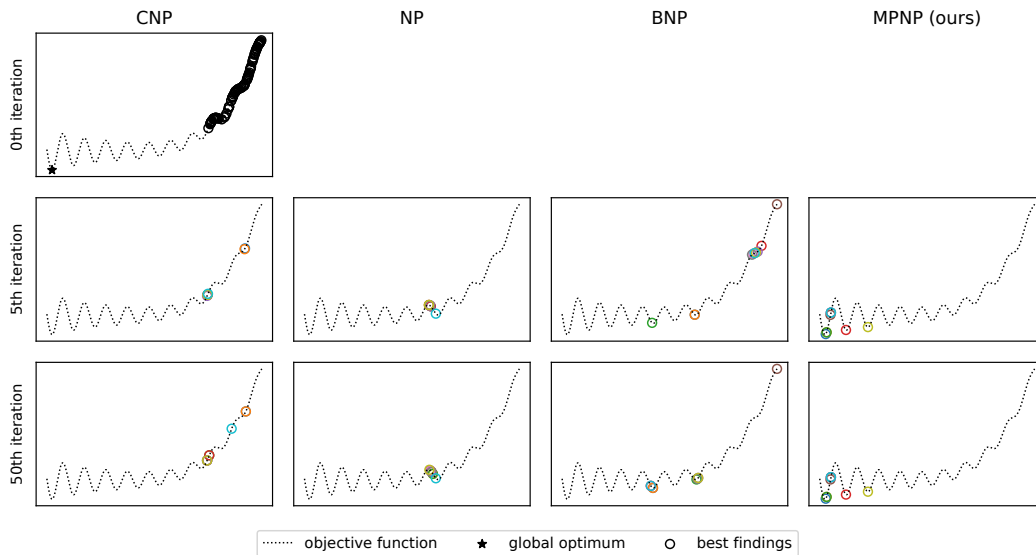 CNP
NP
BNP
MPNP (ours)
0th iteration
5th iteration
50th iteration
objective function
global optimum
best findings